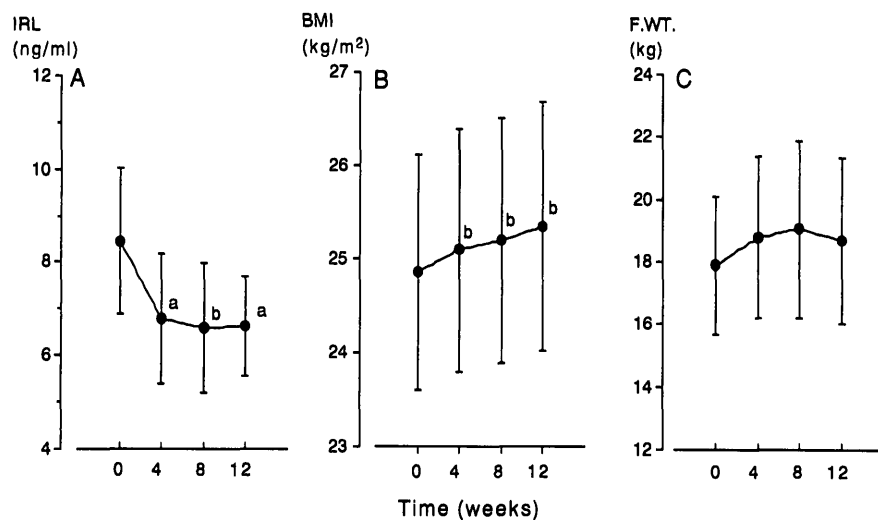 IRL
(ng/ml)
A
12
10
8
6
4
a
b
a
0 4 8 12
BMI
(kg/m²)
B
27
26
25
24
23
b
b
b
0 4 8 12
Time (weeks)
F.WT.
(kg)
C
24
22
20
18
16
14
12
0 4 8 12